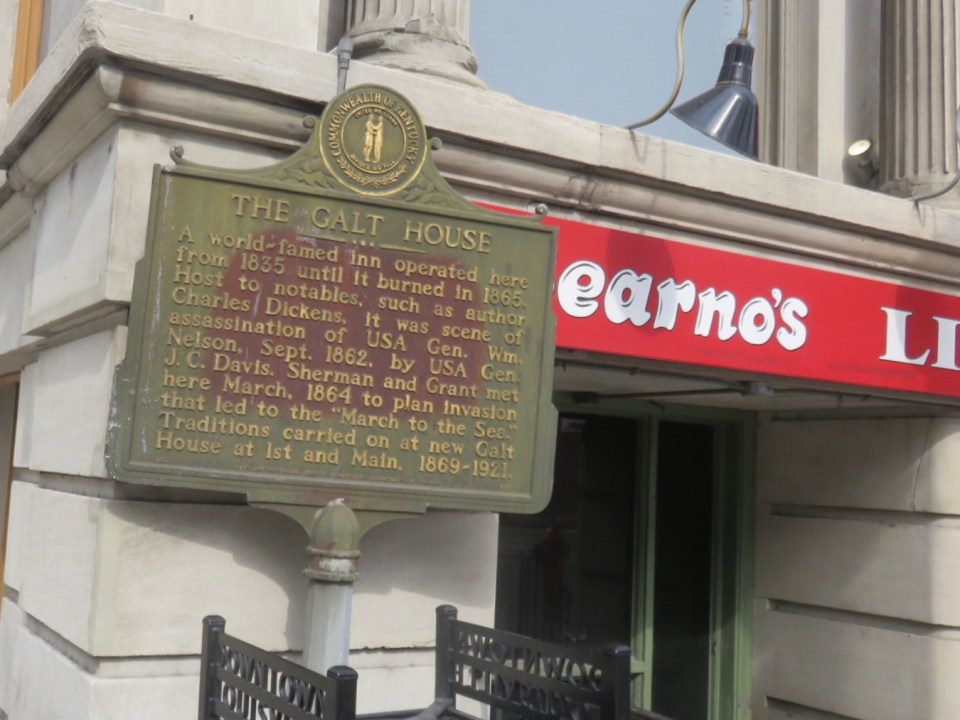 COMMONWEALTH OF KENTUCKY
THE GALT HOUSE
A world-famed inn operated here
from 1835 until it burned in 1865.
Host to notables, such as author
Charles Dickens, it was scene of
assassination of USA Gen. Wm.
Nelson, Sept. 1862, by USA Gen.
J. C. Davis. Sherman and Grant met
here March, 1864 to plan invasion
that led to the "March to the Sea."
Traditions carried on at new Galt
House at 1st and Main, 1869-1921.
earno's LI
DOWNTOWN